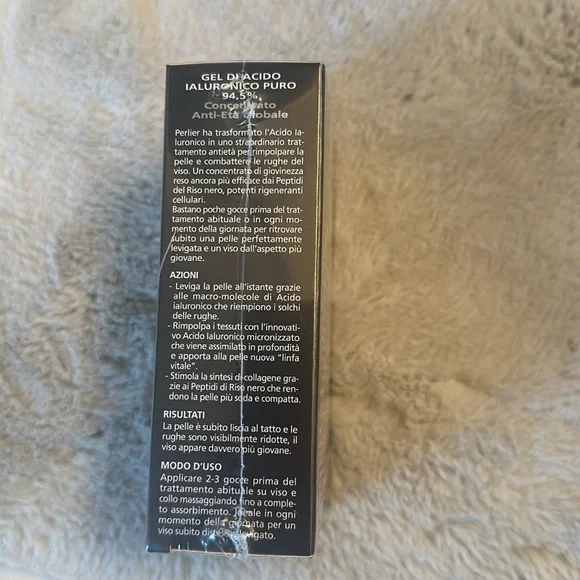 GEL DI ACIDO
IALURONICO PURO
94,5%
Concentrato
Anti-Età Globale
Perlier ha trasformato l'Acido Ia-
luronico in uno straordinario trat-
tamento antietà per rimpolpare la
pelle e combattere le rughe del
viso. Un concentrato di giovinezza
reso ancora più efficace dai Peptidi
del Riso nero, potenti rigeneranti
cellulari.
Bastano poche gocce prima del trat-
tamento abituale o in ogni mo-
mento della giornata per ritrovare
subito una pelle perfettamente
levigata e un viso dall'aspetto più
giovane.
AZIONI
- Leviga la pelle all'istante grazie
alle macro-molecole di Acido
ialuronico che riempiono i solchi
delle rughe.
- Rimpolpa i tessuti con l'innovati-
vo Acido Ialuronico micronizzato
che viene assimilato in profondità
e apporta alla pelle nuova "linfa
vitale".
- Stimola la sintesi di collagene gra-
zie ai Peptidi di Riso nero che ren-
dono la pelle più soda e compatta.
RISULTATI
La pelle è subito liscia al tatto e le
rughe sono visibilmente ridotte, il
viso appare davvero più giovane.
MODO D'USO
Applicare 2-3 gocce prima del
trattamento abituale su viso e
collo massaggiando fino a comple-
to assorbimento. Ideale in ogni
momento della giornata per un
viso subito disteso e levigato.